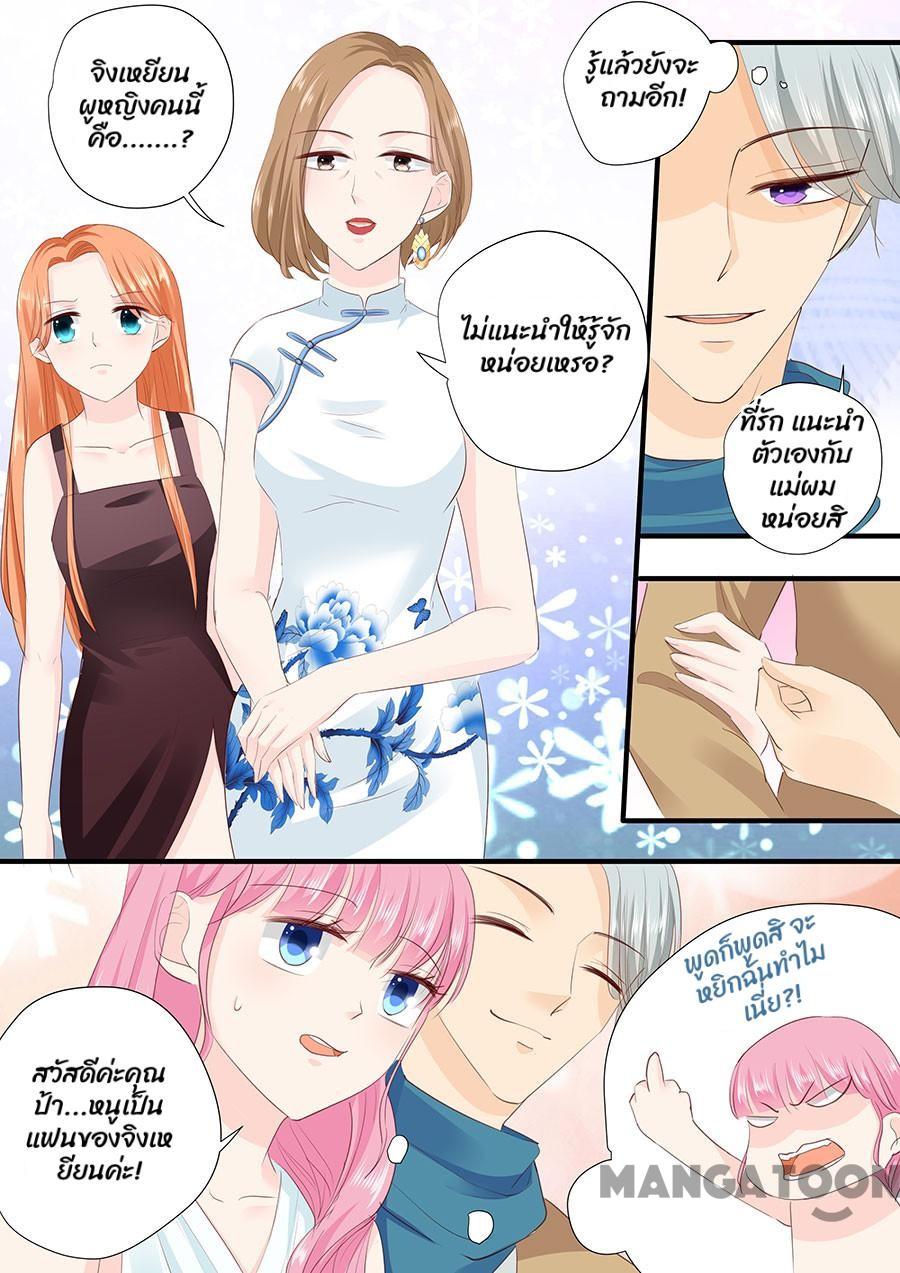 จิงเหยียน
ผู้หญิงคนนี้
คือ.......?
รู้แล้วยังจะ
ถามอีก!
ไม่แนะนำให้รู้จัก
หน่อยเหรอ?
ที่รัก แนะนำ
ตัวเองกับ
แม่ผม
หน่อยสิ
พูดก็พูดสิ จะ
หยิกฉันทำไม
เนี่ย?!
สวัสดีค่ะคุณ
ป้า...หนูเป็น
แฟนของจิงเห
ยียนค่ะ!
MANGATOON